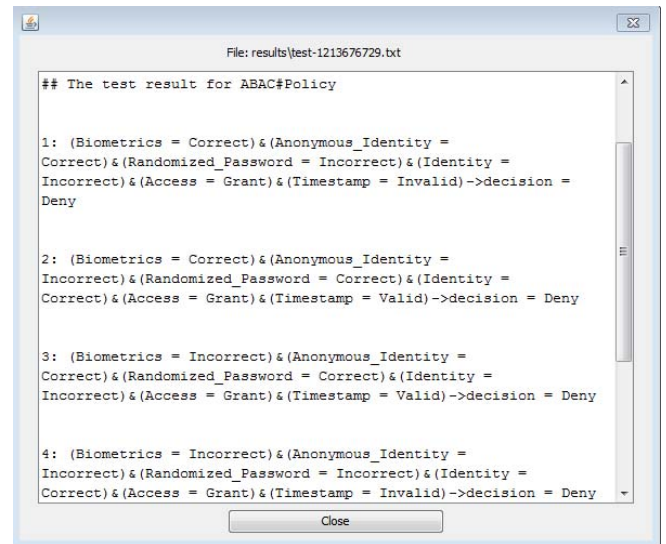 File: results\test-1213676729.txt
## The test result for ABAC#Policy
1: (Biometrics = Correct)&(Anonymous_Identity =
Correct)&(Randomized_Password = Incorrect)&(Identity =
Incorrect)&(Access = Grant)&(Timestamp = Invalid)->decision =
Deny
2: (Biometrics = Correct)&(Anonymous_Identity =
Incorrect)&(Randomized_Password = Correct)&(Identity =
Correct)&(Access = Grant)&(Timestamp = Valid)->decision = Deny
3: (Biometrics = Incorrect)&(Anonymous_Identity =
Correct)&(Randomized_Password = Correct)&(Identity =
Incorrect)&(Access = Grant)&(Timestamp = Valid)->decision = Deny
4: (Biometrics = Incorrect)&(Anonymous_Identity =
Incorrect)&(Randomized_Password = Incorrect)&(Identity =
Correct)&(Access = Grant)&(Timestamp = Invalid)->decision = Deny
Close